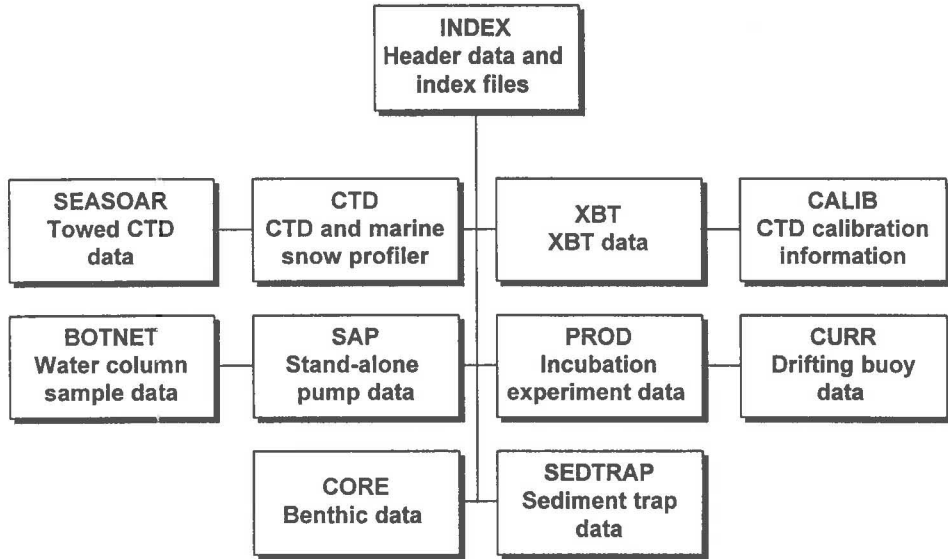 INDEX
Header data and
index files
SEASOAR
Towed CTD
data
CTD
CTD and marine
snow profiler
XBT
XBT data
CALIB
CTD calibration
information
BOTNET
Water column
sample data
SAP
Stand-alone
pump data
PROD
Incubation
experiment data
CURR
Drifting buoy
data
CORE
Benthic data
SEDTRAP
Sediment trap
data